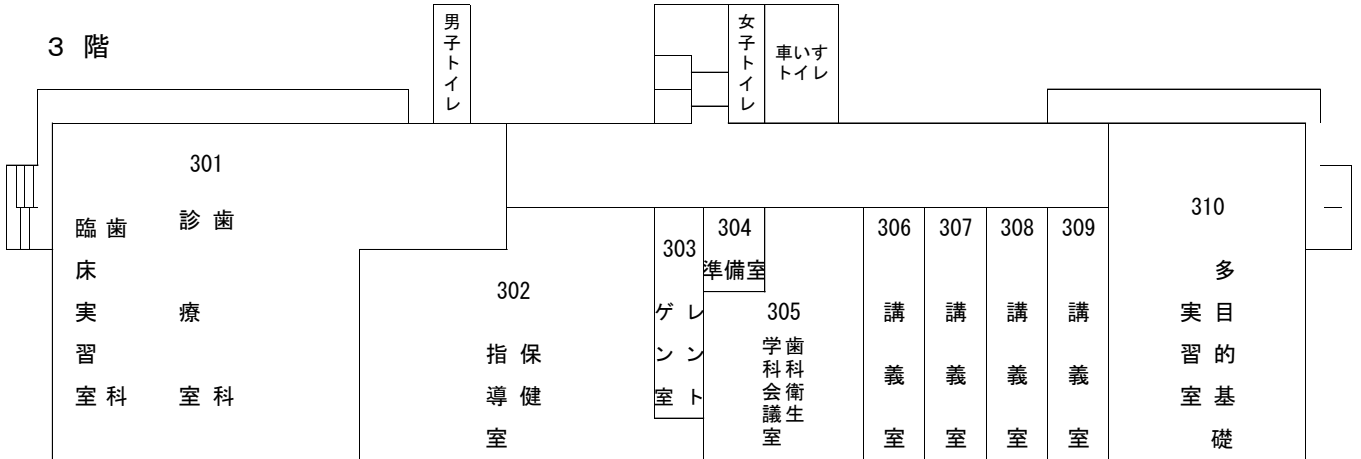 3 階
男子トイレ
女子トイレ
車いす
トイレ
301
歯科
診療室
歯科
臨床実習室
302
保健
指導室
303
レント
ゲン室
304
準備室
305
歯科衛生
学科会議室
306
講義室
307
講義室
308
講義室
309
講義室
310
多目的基礎
実習室